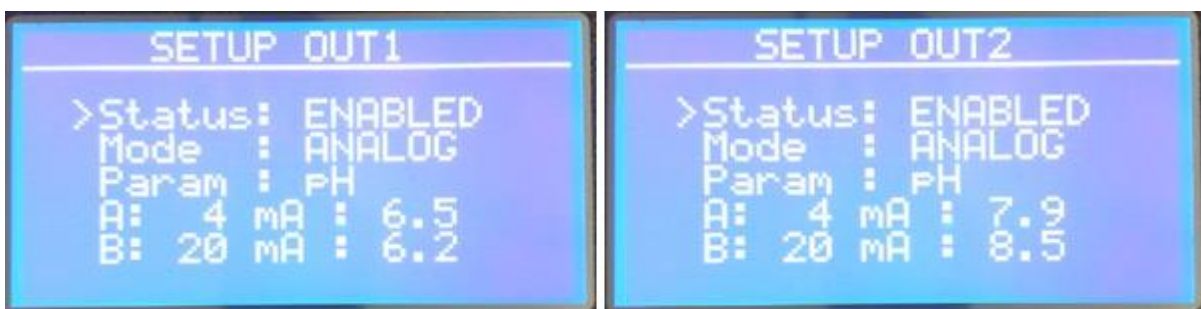 SETUP OUT1
>Status: ENABLED
Mode : ANALOG
Param : pH
A: 4 mA : 6.5
B: 20 mA : 6.2
SETUP OUT2
>Status: ENABLED
Mode : ANALOG
Param : pH
A: 4 mA : 7.9
B: 20 mA : 8.5